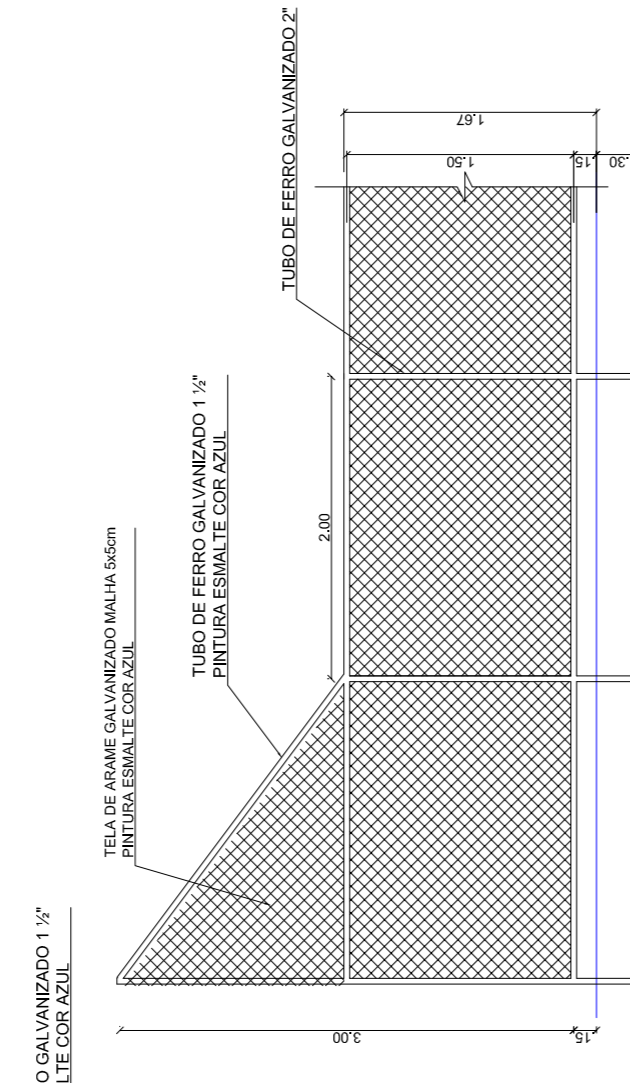 TUBO DE FERRO GALVANIZADO 2"
TUBO DE FERRO GALVANIZADO 1 ½"
PINTURA ESMALTE COR AZUL
TELA DE ARAME GALVANIZADO MALHA 5x5cm
PINTURA ESMALTE COR AZUL
O GALVANIZADO 1 ½"
LTE COR AZUL
1.67
1.50
15
.30
2.00
3.00
15